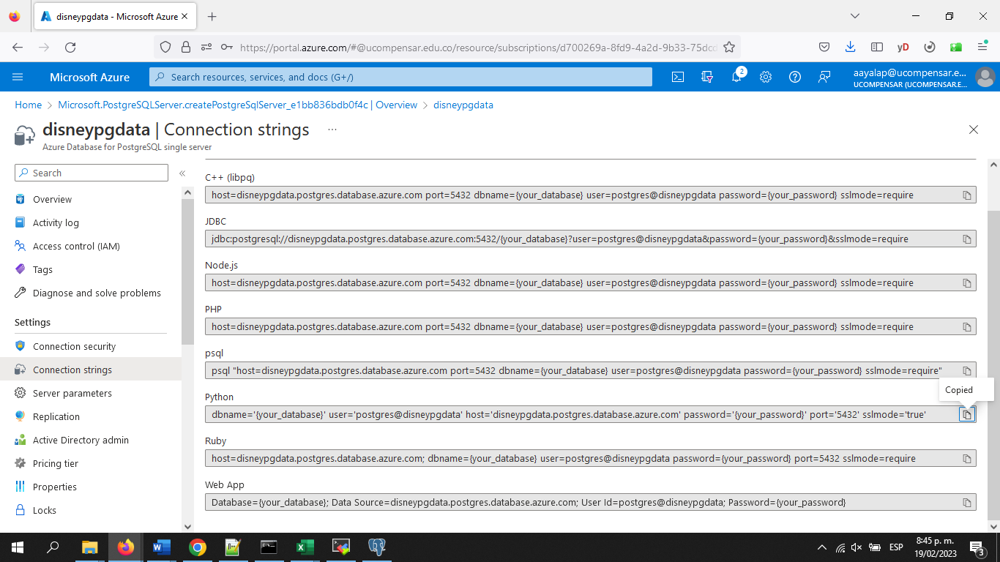 disneypgdata - Microsoft Azure
https://portal.azure.com/#@ucompensar.edu.co/resource/subscriptions/d700269a-8fd9-4a2d-9b33-75dcd
yD
Microsoft Azure
Search resources, services, and docs (G+/)
2
aayalap@ucompensar.e...
UCOMPENSAR (UCOMPENSAR.E...
Home > Microsoft.PostgreSQLServer.createPostgreSqlServer_e1bb836bdb0f4c | Overview > disneypgdata
disneypgdata | Connection strings ...
Azure Database for PostgreSQL single server
Search
Overview
Activity log
Access control (IAM)
Tags
Diagnose and solve problems
Settings
Connection security
Connection strings
Server parameters
Replication
Active Directory admin
Pricing tier
Properties
Locks
C++ (libpq)
host=disneypgdata.postgres.database.azure.com port=5432 dbname={your_database} user=postgres@disneypgdata password={your_password} sslmode=require
JDBC
jdbc:postgresql://disneypgdata.postgres.database.azure.com:5432/{your_database}?user=postgres@disneypgdata&password={your_password}&sslmode=require
Node.js
host=disneypgdata.postgres.database.azure.com port=5432 dbname={your_database} user=postgres@disneypgdata password={your_password} sslmode=require
PHP
host=disneypgdata.postgres.database.azure.com port=5432 dbname={your_database} user=postgres@disneypgdata password={your_password} sslmode=require
psql
psql "host=disneypgdata.postgres.database.azure.com port=5432 dbname={your_database} user=postgres@disneypgdata password={your_password} sslmode=require"
Copied
Python
dbname='{your_database}' user='postgres@disneypgdata' host='disneypgdata.postgres.database.azure.com' password='{your_password}' port='5432' sslmode='true'
Ruby
host=disneypgdata.postgres.database.azure.com; dbname={your_database} user=postgres@disneypgdata password={your_password} port=5432 sslmode=require
Web App
Database={your_database}; Data Source=disneypgdata.postgres.database.azure.com; User Id=postgres@disneypgdata; Password={your_password}
ESP
8:45 p. m.
19/02/2023
3